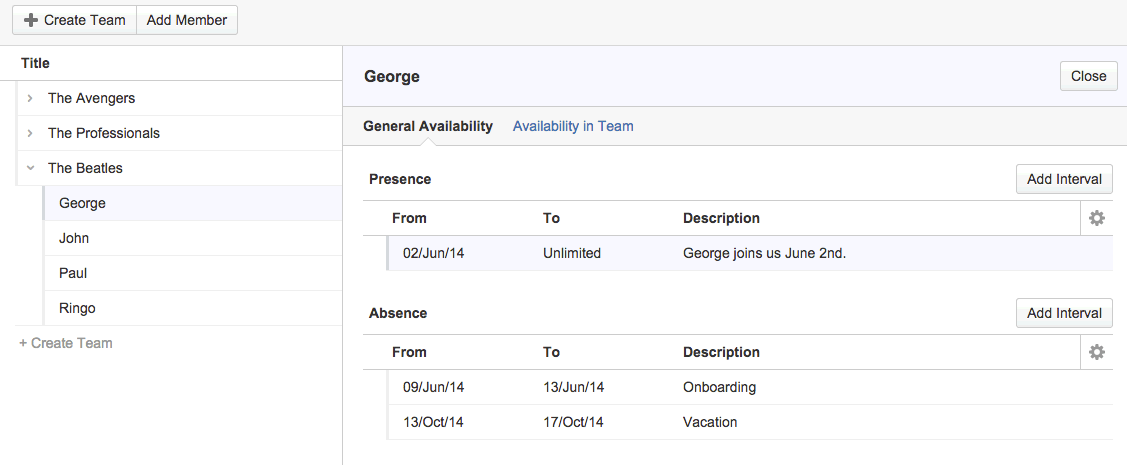 Create Team Add Member
Title
The Avengers
The Professionals
The Beatles
George
John
Paul
Ringo
+ Create Team
George Close
General Availability Availability in Team
Presence Add Interval
From To Description
02/Jun/14 Unlimited George joins us June 2nd.
Absence Add Interval
From To Description
09/Jun/14 13/Jun/14 Onboarding
13/Oct/14 17/Oct/14 Vacation